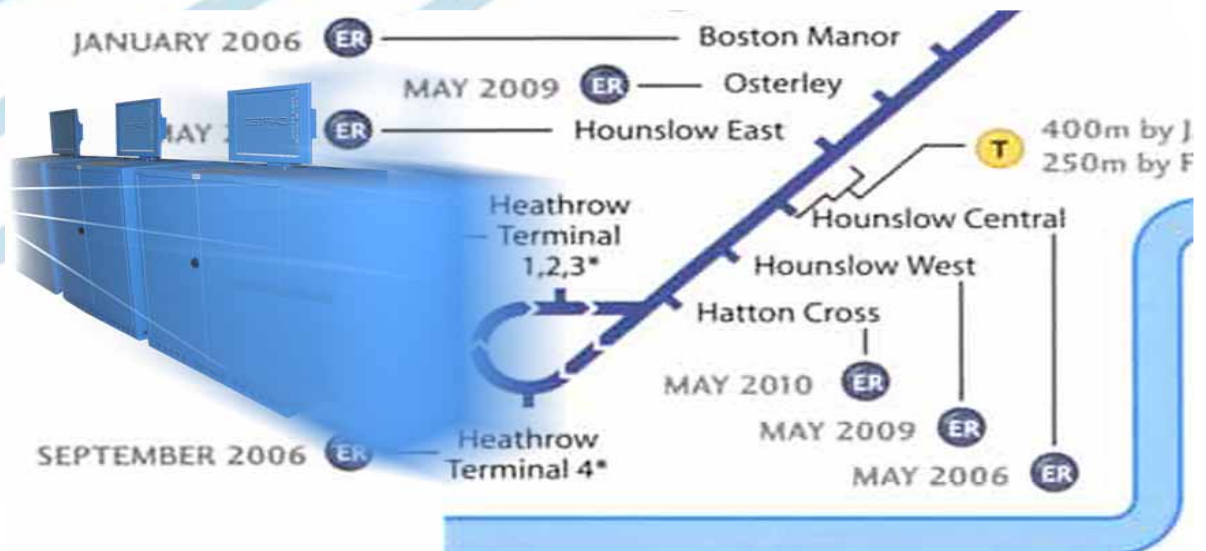 JANUARY 2006 ER Boston Manor
MAY 2009 ER Osterley
MAY ER Hounslow East
T 400m by
250m by
Heathrow
Terminal
1,2,3*
Hounslow Central
Hounslow West
Hatton Cross
MAY 2010 ER
MAY 2009 ER
MAY 2006 ER
SEPTEMBER 2006 ER Heathrow
Terminal 4*